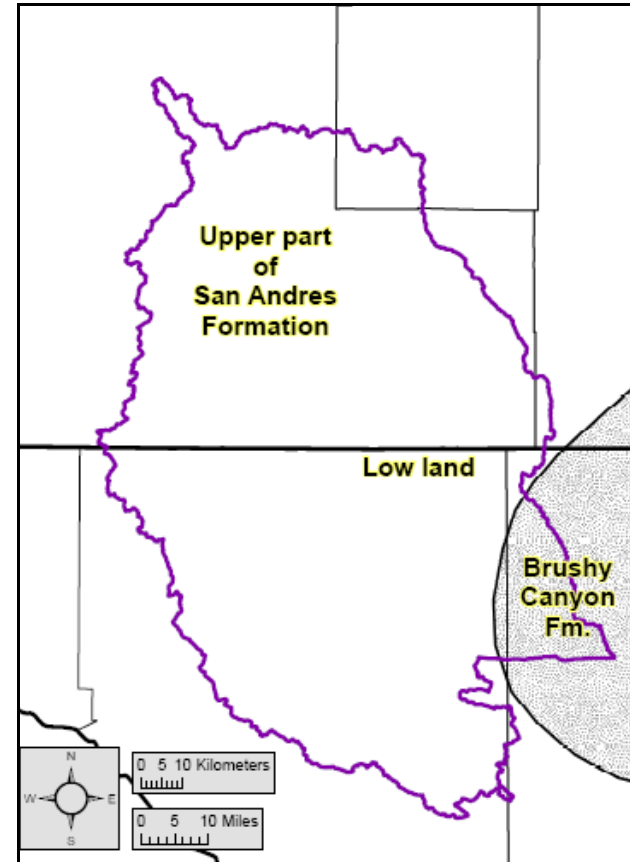 Upper part
of
San Andres
Formation
Low land
Brushy
Canyon
Fm.
N
W E
S
0 5 10 Kilometers
0 5 10 Miles